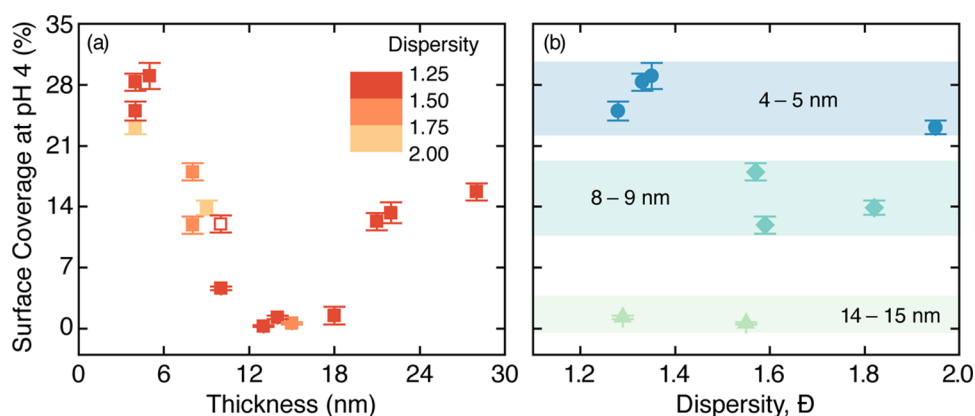 Surface Coverage at pH 4 (%)
35
28
21
14
7
0
(a)
Dispersity
1.25
1.50
1.75
2.00
0
6
12
18
24
30
Thickness (nm)
(b)
4 – 5 nm
8 – 9 nm
14 – 15 nm
1.2
1.4
1.6
1.8
2.0
Dispersity, Đ